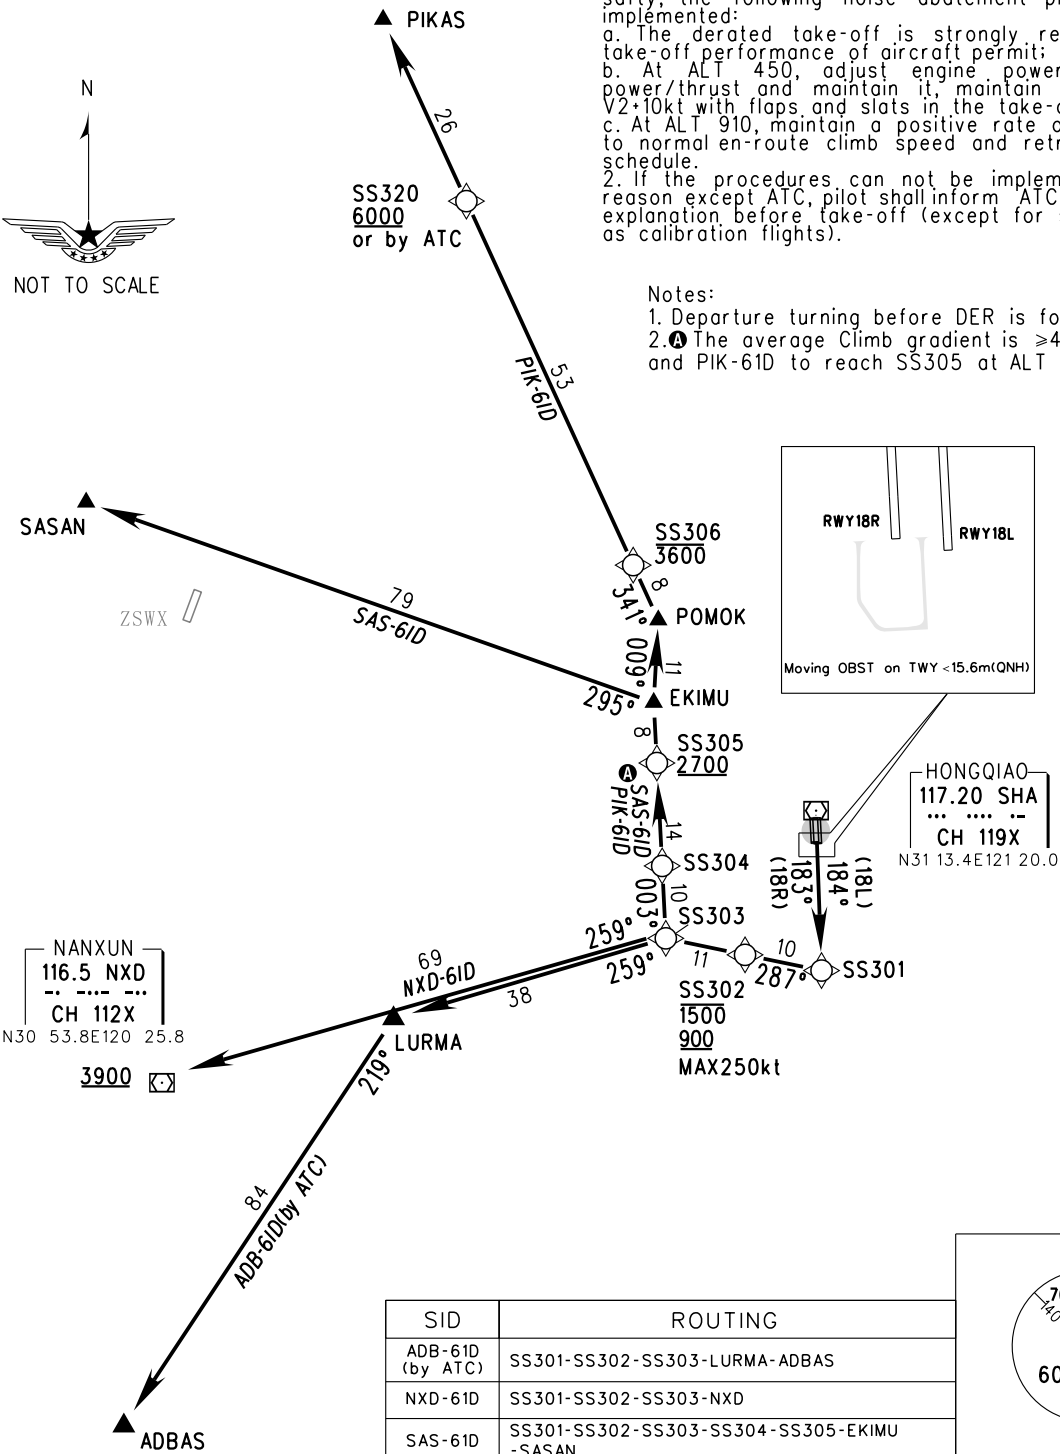 safty, the following noise abatement
implemented:
a. The derated take-off is strongly
take-off performance of aircraft permit;
b. At ALT 450, adjust engine power
power/thrust and maintain it, maintain
V2+10kt with flaps and slats in the
c. At ALT 910, maintain a positive rate
to normal en-route climb speed and
schedule.
2. If the procedures can not be
reason except ATC, pilot shall inform ATC
explanation before take-off (except for
as calibration flights).
PIKAS
26
N
SS320
6000
or by ATC
NOT TO SCALE
Notes:
1. Departure turning before DER is
2. A The average Climb gradient is ≥4
and PIK-61D to reach SS305 at ALT
53
PIK-61D
RWY18R
RWY18L
Moving OBST on TWY <15.6m(QNH)
SASAN
ZSWX
79
SAS-61D
SS306
3600
8
341°
POMOK
11
009°
EKIMU
295°
8
SS305
2700
A
SAS-61D
PIK-61D
14
SS304
10
003°
HONGQIAO
117.20 SHA
CH 119X
N31 13.4E121 20.0
(18L)
184°
183°
(18R)
SS303
259°
259°
11
10
287°
SS301
SS302
1500
900
MAX250kt
69
NXD-61D
38
NANXUN
116.5 NXD
CH 112X
N30 53.8E120 25.8
3900
LURMA
219°
84
ADB-61D(by ATC)
ADBAS
SID ROUTING
ADB-61D (by ATC) SS301-SS302-SS303-LURMA-ADBAS
NXD-61D SS301-SS302-SS303-NXD
SAS-61D SS301-SS302-SS303-SS304-SS305-EKIMU
-SASAN